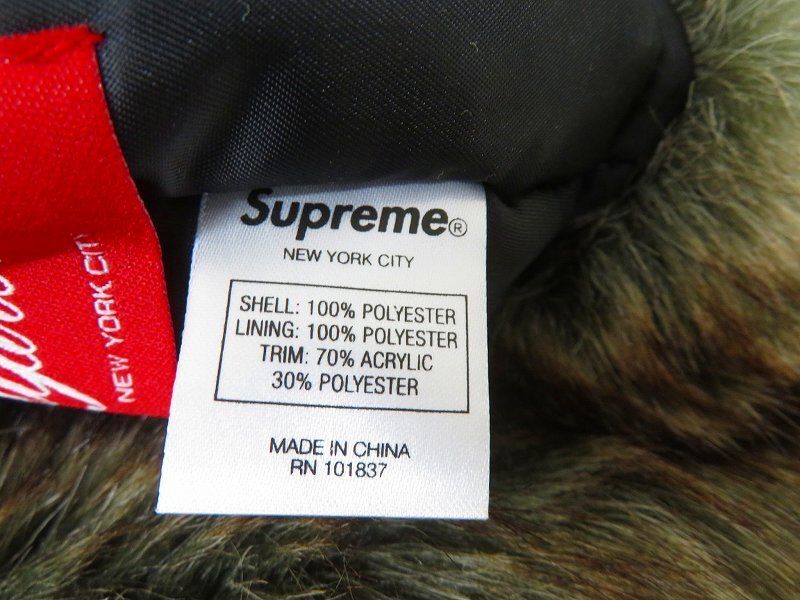 Supreme®
NEW YORK CITY
SHELL: 100% POLYESTER
LINING: 100% POLYESTER
TRIM: 70% ACRYLIC
30% POLYESTER
MADE IN CHINA
RN 101837
NEW YORK CITY